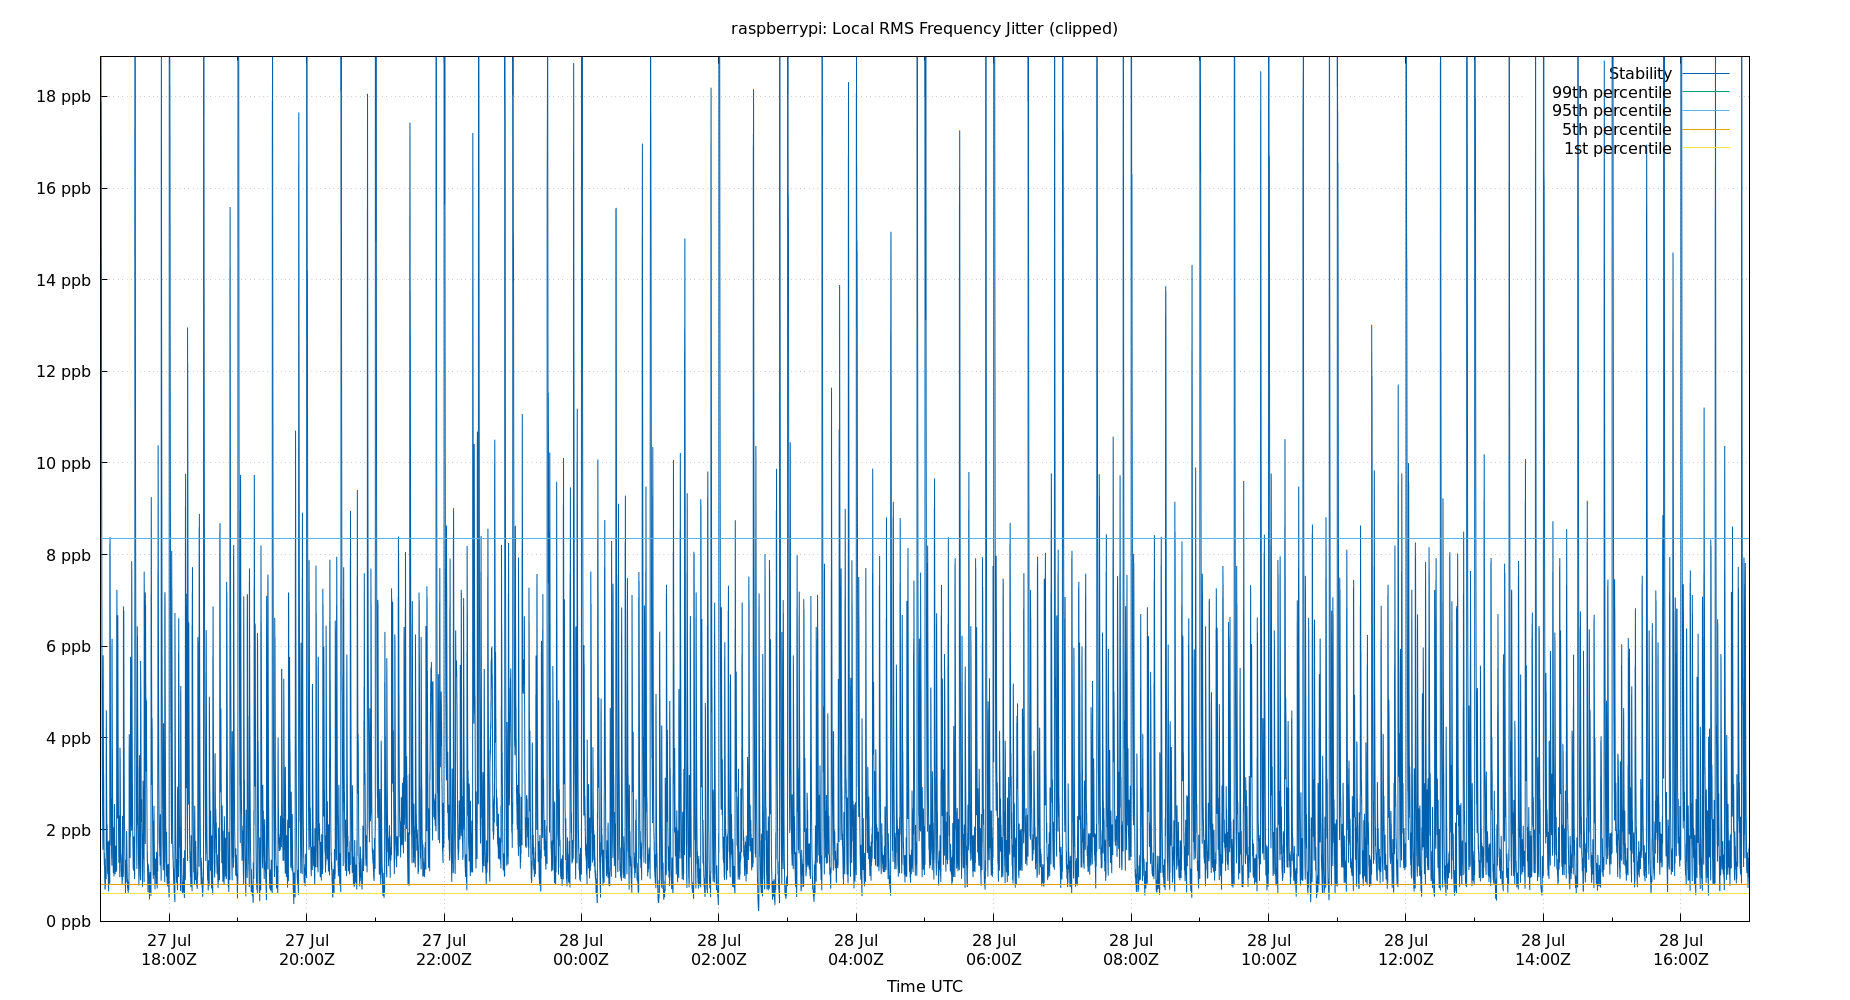 raspberrypi: Local RMS Frequency Jitter (clipped)
Stability
99th percentile
95th percentile
5th percentile
1st percentile
18 ppb
16 ppb
14 ppb
12 ppb
10 ppb
8 ppb
6 ppb
4 ppb
2 ppb
0 ppb
27 Jul 27 Jul 27 Jul 28 Jul 28 Jul 28 Jul 28 Jul 28 Jul 28 Jul 28 Jul 28 Jul 28 Jul
18:00Z 20:00Z 22:00Z 00:00Z 02:00Z 04:00Z 06:00Z 08:00Z 10:00Z 12:00Z 14:00Z 16:00Z
Time UTC